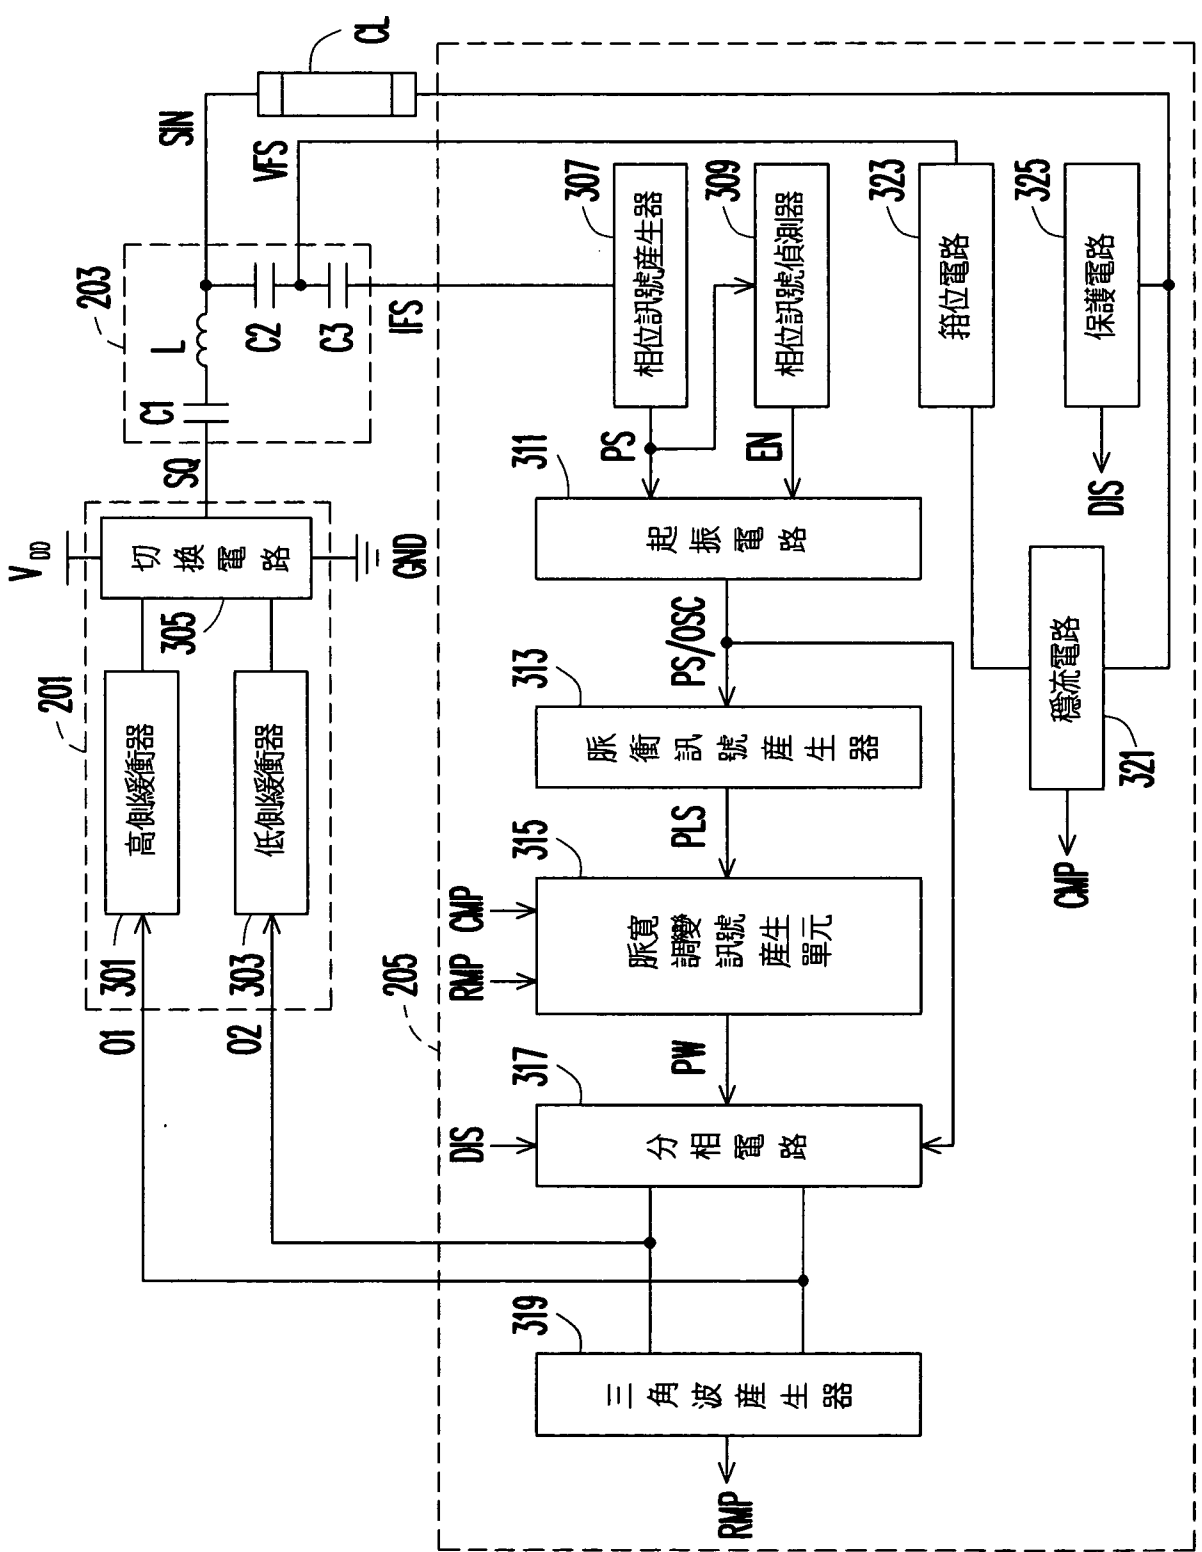 V_DD
201
高側緩衝器
301
低側緩衝器
303
切換電路
305
GND
SQ
203
C1
L
C2
C3
SIN
VFS
IFS
CL
O1
O2
205
相位訊號產生器
307
相位訊號偵測器
309
PS
EN
起振電路
311
PS/OSC
脈衝訊號產生器
313
PLS
CMP
RMP
脈寬調變訊號產生單元
315
PW
DIS
分相電路
317
三角波產生器
319
RMP
箝位電路
323
保護電路
325
DIS
穩流電路
321
CMP